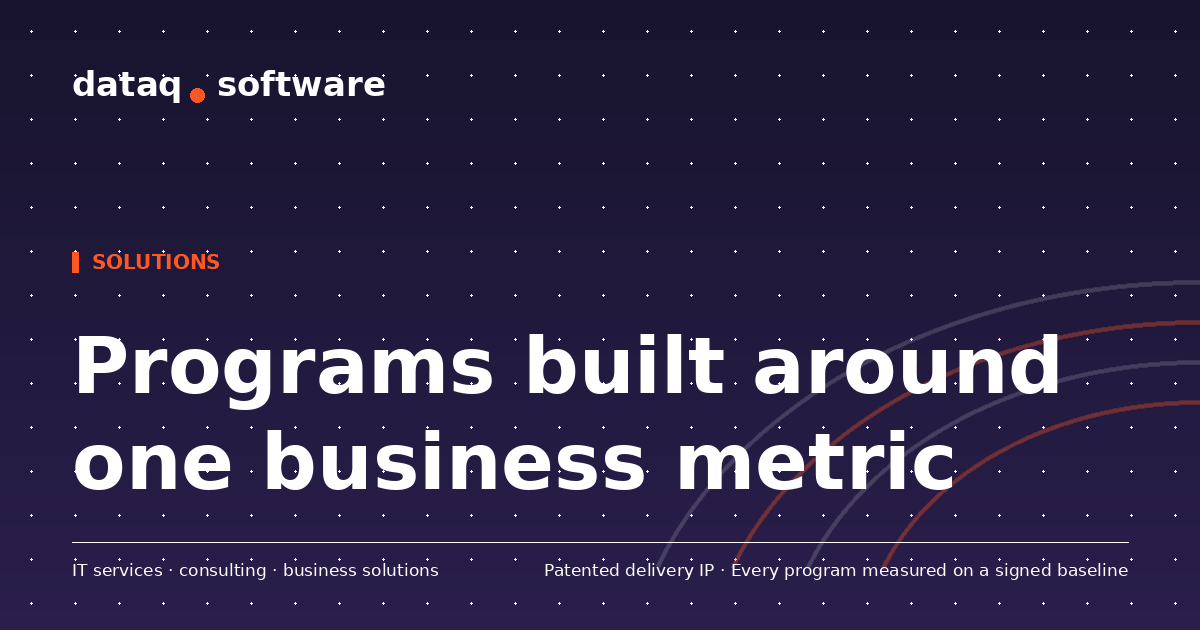 dataq.software
SOLUTIONS
Programs built around
one business metric
IT services · consulting · business solutions
Patented delivery IP · Every program measured on a signed baseline